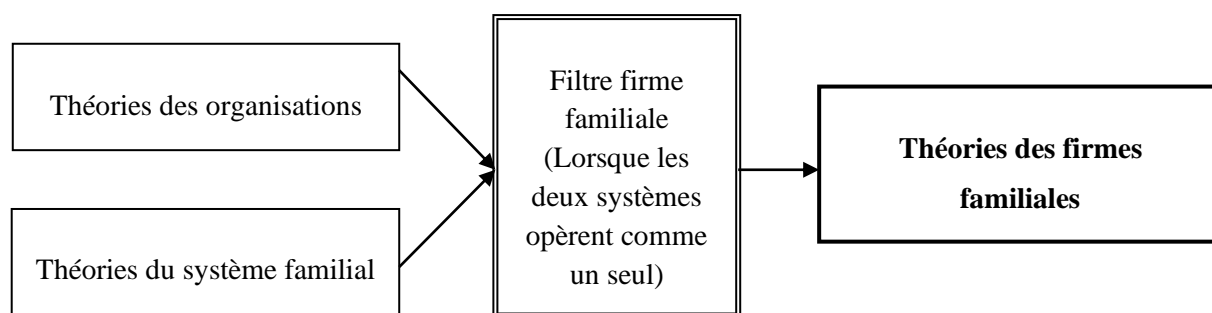 Théories des organisations
Théories du système familial
Filtre firme
familiale
(Lorsque les
deux systèmes
opèrent comme
un seul)
Théories des firmes
familiales